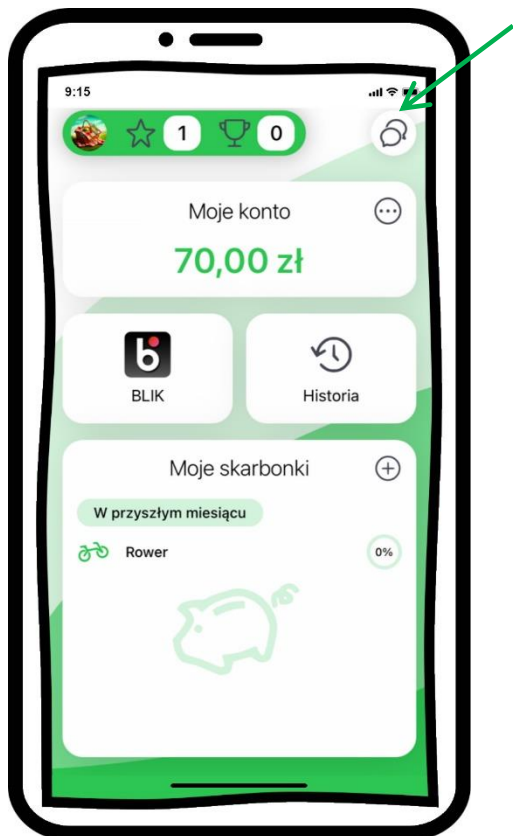 9:15
1 0
Moje konto
70,00 zł
BLIK Historia
Moje skarbonki
W przyszłym miesiącu
Rower 0%